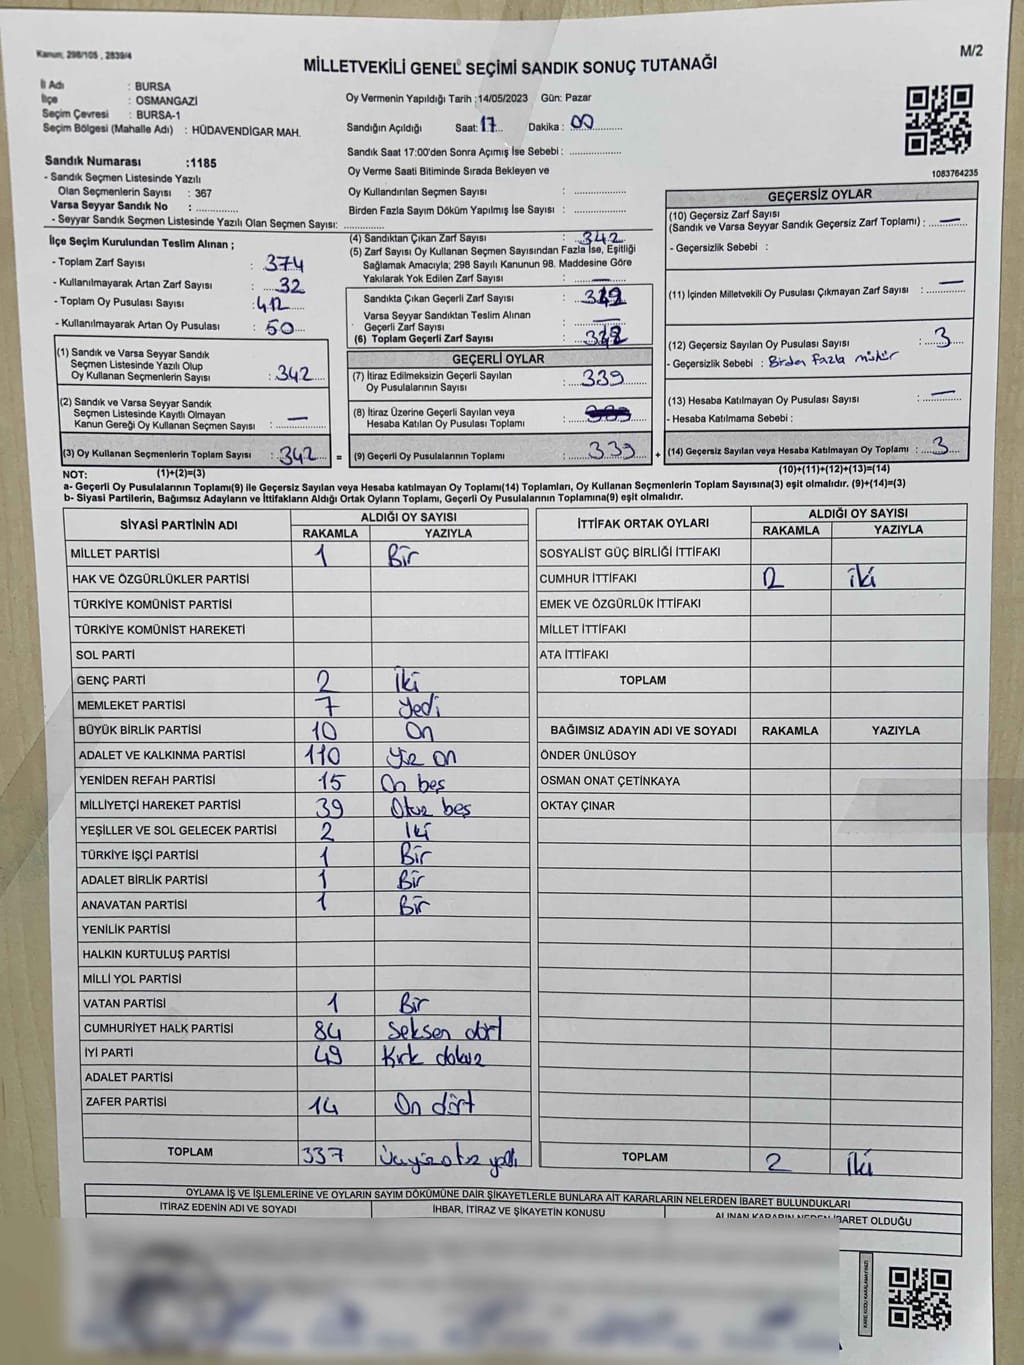 Kanun; 298/105 , 2839/4
M/2
MİLLETVEKİLİ GENEL SEÇİMİ SANDIK SONUÇ TUTANAĞI
İl Adı : BURSA
İlçe : OSMANGAZİ
Seçim Çevresi : BURSA-1
Seçim Bölgesi (Mahalle Adı) : HÜDAVENDİGAR MAH.
Oy Vermenin Yapıldığı Tarih :14/05/2023 Gün: Pazar
Sandığın Açıldığı Saat: 17 Dakika : 00
Sandık Saat 17:00'den Sonra Açımış İse Sebebi:
Oy Verme Saati Bitiminde Sırada Bekleyen ve
Oy Kullandırılan Seçmen Sayısı :
Birden Fazla Sayım Döküm Yapılmış İse Sayısı :
1083764235
Sandık Numarası :1185
- Sandık Seçmen Listesinde Yazılı
Olan Seçmenlerin Sayısı : 367
Varsa Seyyar Sandık No :
- Seyyar Sandık Seçmen Listesinde Yazılı Olan Seçmen Sayısı:
İlçe Seçim Kurulundan Teslim Alınan ;
- Toplam Zarf Sayısı : 374
- Kullanılmayarak Artan Zarf Sayısı : 32
- Toplam Oy Pusulası Sayısı : 412
- Kullanılmayarak Artan Oy Pusulası : 50
(1) Sandık ve Varsa Seyyar Sandık
Seçmen Listesinde Yazılı Olup
Oy Kullanan Seçmenlerin Sayısı : 342
(2) Sandık ve Varsa Seyyar Sandık
Seçmen Listesinde Kayıtlı Olmayan
Kanun Gereği Oy Kullanan Seçmen Sayısı : —
(3) Oy Kullanan Seçmenlerin Toplam Sayısı : 342 =
(4) Sandıktan Çıkan Zarf Sayısı : 342
(5) Zarf Sayısı Oy Kullanan Seçmen Sayısından Fazla İse, Eşitliği
Sağlamak Amacıyla; 298 Sayılı Kanunun 98. Maddesine Göre
Yakılarak Yok Edilen Zarf Sayısı : —
Sandıkta Çıkan Geçerli Zarf Sayısı :
Varsa Seyyar Sandıktan Teslim Alınan
Geçerli Zarf Sayısı : —
(6) Toplam Geçerli Zarf Sayısı :
GEÇERLİ OYLAR
(7) İtiraz Edilmeksizin Geçerli Sayılan
Oy Pusulalarının Sayısı : 339
(8) İtiraz Üzerine Geçerli Sayılan veya
Hesaba Katılan Oy Pusulası Toplamı :
(9) Geçerli Oy Pusulalarının Toplamı : 339 +
GEÇERSİZ OYLAR
(10) Geçersiz Zarf Sayısı
(Sandık ve Varsa Seyyar Sandık Geçersiz Zarf Toplamı) : —
- Geçersizlik Sebebi :
(11) İçinden Milletvekili Oy Pusulası Çıkmayan Zarf Sayısı : —
(12) Geçersiz Sayılan Oy Pusulası Sayısı : 3
- Geçersizlik Sebebi : Birden fazla mühür
(13) Hesaba Katılmayan Oy Pusulası Sayısı : —
- Hesaba Katılmama Sebebi :
(14) Geçersiz Sayılan veya Hesaba Katılmayan Oy Toplamı : 3
NOT: (1)+(2)=(3) (10)+(11)+(12)+(13)=(14)
a- Geçerli Oy Pusulalarının Toplamı(9) ile Geçersiz Sayılan veya Hesaba katılmayan Oy Toplamı(14) Toplamları, Oy Kullanan Seçmenlerin Toplam Sayısına(3) eşit olmalıdır. (9)+(14)=(3)
b- Siyasi Partilerin, Bağımsız Adayların ve İttifakların Aldığı Ortak Oyların Toplamı, Geçerli Oy Pusulalarının Toplamına(9) eşit olmalıdır.
SİYASİ PARTİNİN ADI ALDIĞI OY SAYISI
RAKAMLA YAZIYLA
MİLLET PARTİSİ 1 Bir
HAK VE ÖZGÜRLÜKLER PARTİSİ
TÜRKİYE KOMÜNİST PARTİSİ
TÜRKİYE KOMÜNİST HAREKETİ
SOL PARTİ
GENÇ PARTİ 2 İki
MEMLEKET PARTİSİ 7 Yedi
BÜYÜK BİRLİK PARTİSİ 10 On
ADALET VE KALKINMA PARTİSİ 110 Yüz on
YENİDEN REFAH PARTİSİ 15 On beş
MİLLİYETÇİ HAREKET PARTİSİ 39 Otuz beş
YEŞİLLER VE SOL GELECEK PARTİSİ 2 İki
TÜRKİYE İŞÇİ PARTİSİ 1 Bir
ADALET BİRLİK PARTİSİ 1 Bir
ANAVATAN PARTİSİ 1 Bir
YENİLİK PARTİSİ
HALKIN KURTULUŞ PARTİSİ
MİLLİ YOL PARTİSİ
VATAN PARTİSİ 1 Bir
CUMHURİYET HALK PARTİSİ 84 Seksen dört
İYİ PARTİ 49 Kırk dokuz
ADALET PARTİSİ
ZAFER PARTİSİ 14 On dört
TOPLAM 337 Üçyüzotuz yedi
İTTİFAK ORTAK OYLARI ALDIĞI OY SAYISI
RAKAMLA YAZIYLA
SOSYALİST GÜÇ BİRLİĞİ İTTİFAKI
CUMHUR İTTİFAKI 2 İki
EMEK VE ÖZGÜRLÜK İTTİFAKI
MİLLET İTTİFAKI
ATA İTTİFAKI
TOPLAM
BAĞIMSIZ ADAYIN ADI VE SOYADI RAKAMLA YAZIYLA
ÖNDER ÜNLÜSOY
OSMAN ONAT ÇETİNKAYA
OKTAY ÇINAR
TOPLAM 2 İki
OYLAMA İŞ VE İŞLEMLERİNE VE OYLARIN SAYIM DÖKÜMÜNE DAİR ŞİKAYETLERLE BUNLARA AİT KARARLARIN NELERDEN İBARET BULUNDUKLARI
İTİRAZ EDENİN ADI VE SOYADI İHBAR, İTİRAZ VE ŞİKAYETİN KONUSU ALINAN KARARIN NEDEN İBARET OLDUĞU